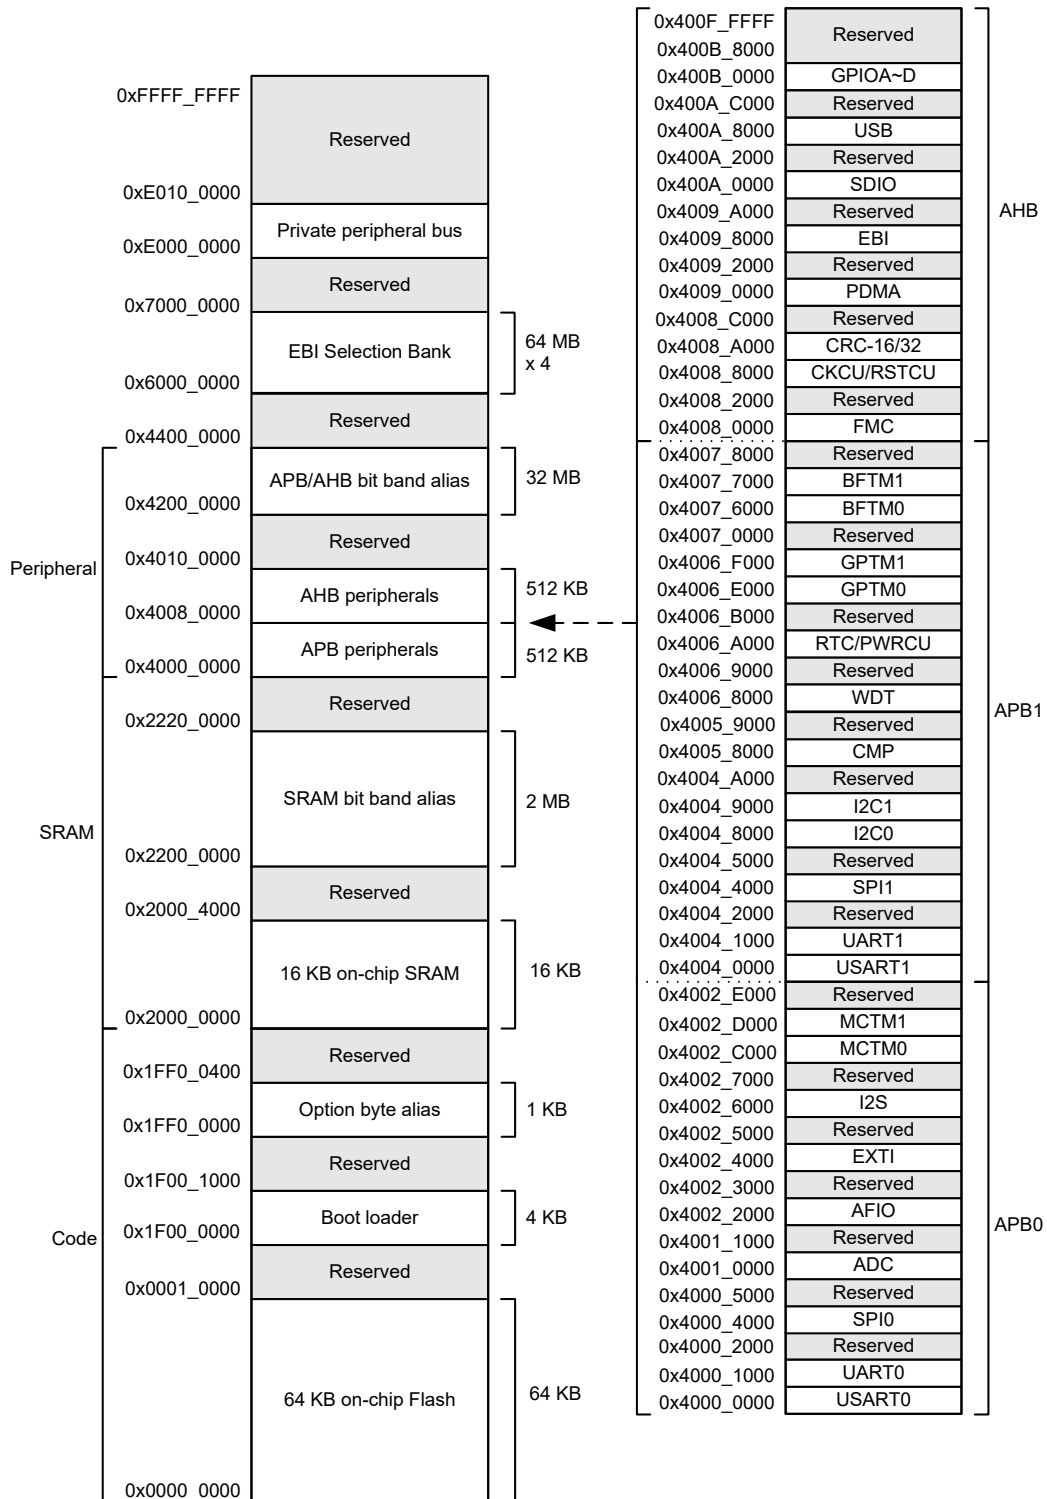 0xFFFF_FFFF
Reserved
0xE010_0000
Private peripheral bus
0xE000_0000
Reserved
0x7000_0000
EBI Selection Bank
64 MB
x 4
0x6000_0000
Reserved
0x4400_0000
APB/AHB bit band alias
32 MB
0x4200_0000
Reserved
0x4010_0000
Peripheral
AHB peripherals
512 KB
0x4008_0000
APB peripherals
512 KB
0x4000_0000
Reserved
0x2220_0000
SRAM bit band alias
2 MB
SRAM
0x2200_0000
Reserved
0x2000_4000
16 KB on-chip SRAM
16 KB
0x2000_0000
Reserved
0x1FF0_0400
Option byte alias
1 KB
0x1FF0_0000
Reserved
0x1F00_1000
Boot loader
4 KB
Code
0x1F00_0000
Reserved
0x0001_0000
64 KB on-chip Flash
64 KB
0x0000_0000
0x400F_FFFF
Reserved
0x400B_8000
0x400B_0000 GPIOA~D
0x400A_C000 Reserved
0x400A_8000 USB
0x400A_2000 Reserved
0x400A_0000 SDIO
0x4009_A000 Reserved
AHB
0x4009_8000 EBI
0x4009_2000 Reserved
0x4009_0000 PDMA
0x4008_C000 Reserved
0x4008_A000 CRC-16/32
0x4008_8000 CKCU/RSTCU
0x4008_2000 Reserved
0x4008_0000 FMC
0x4007_8000 Reserved
0x4007_7000 BFTM1
0x4007_6000 BFTM0
0x4007_0000 Reserved
0x4006_F000 GPTM1
0x4006_E000 GPTM0
0x4006_B000 Reserved
0x4006_A000 RTC/PWRCU
0x4006_9000 Reserved
0x4006_8000 WDT
APB1
0x4005_9000 Reserved
0x4005_8000 CMP
0x4004_A000 Reserved
0x4004_9000 I2C1
0x4004_8000 I2C0
0x4004_5000 Reserved
0x4004_4000 SPI1
0x4004_2000 Reserved
0x4004_1000 UART1
0x4004_0000 USART1
0x4002_E000 Reserved
0x4002_D000 MCTM1
0x4002_C000 MCTM0
0x4002_7000 Reserved
0x4002_6000 I2S
0x4002_5000 Reserved
0x4002_4000 EXTI
0x4002_3000 Reserved
0x4002_2000 AFIO
APB0
0x4001_1000 Reserved
0x4001_0000 ADC
0x4000_5000 Reserved
0x4000_4000 SPI0
0x4000_2000 Reserved
0x4000_1000 UART0
0x4000_0000 USART0